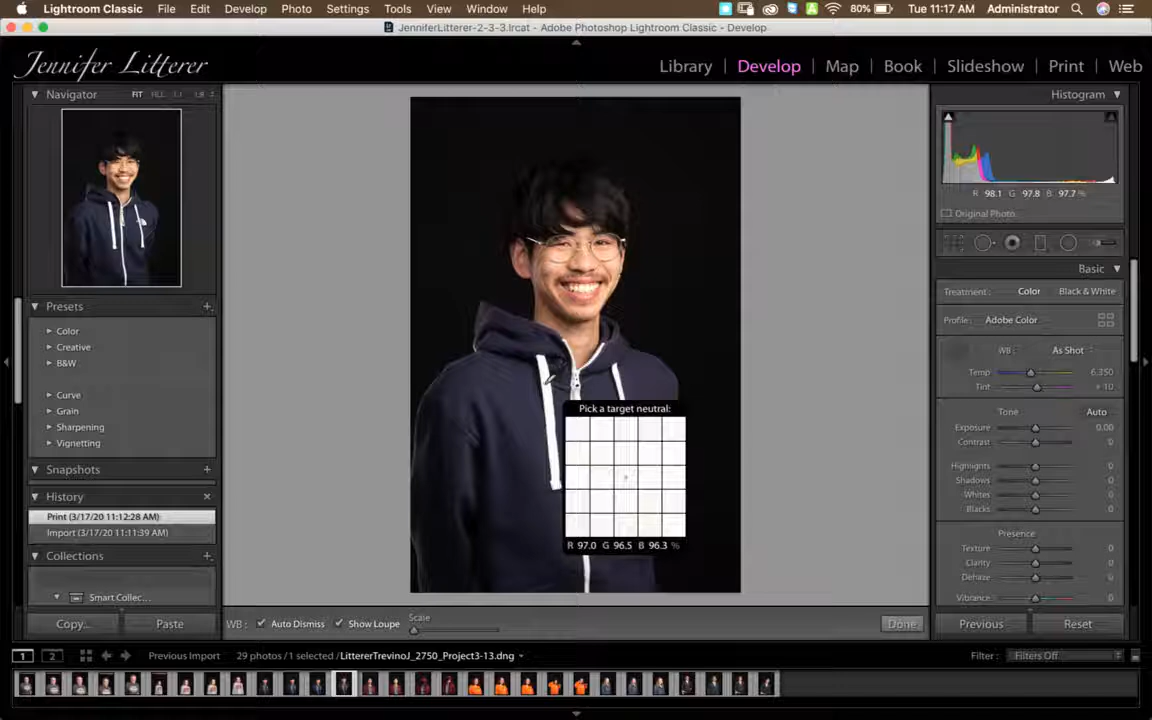 Lightroom Classic File Edit Develop Photo Settings Tools View Window Help 80% Tue 11:17 AM Administrator
JenniferLitterer-2-3-3.lrcat - Adobe Photoshop Lightroom Classic - Develop
Jennifer Litterer
Library | Develop | Map | Book | Slideshow | Print | Web
Navigator FIT
Presets
Color
Creative
B&W
Curve
Grain
Sharpening
Vignetting
Snapshots
History
Print (3/17/20 11:12:28 AM)
Import (3/17/20 11:11:39 AM)
Collections
Smart Collec...
Copy... Paste
Pick a target neutral:
R 97.0 G 96.5 B 96.3 %
WB: Auto Dismiss Show Loupe Scale
Done
Histogram
R 98.1 G 97.8 B 97.7 %
Original Photo
Basic
Treatment: Color Black & White
Profile: Adobe Color
WB: As Shot
Temp 6,350
Tint + 10
Tone Auto
Exposure 0.00
Contrast 0
Highlights 0
Shadows 0
Whites 0
Blacks 0
Presence
Texture 0
Clarity 0
Dehaze 0
Vibrance 0
Previous Reset
1 2 Previous Import 29 photos / 1 selected / LittererTrevinoJ_2750_Project3-13.dng Filter: Filters Off